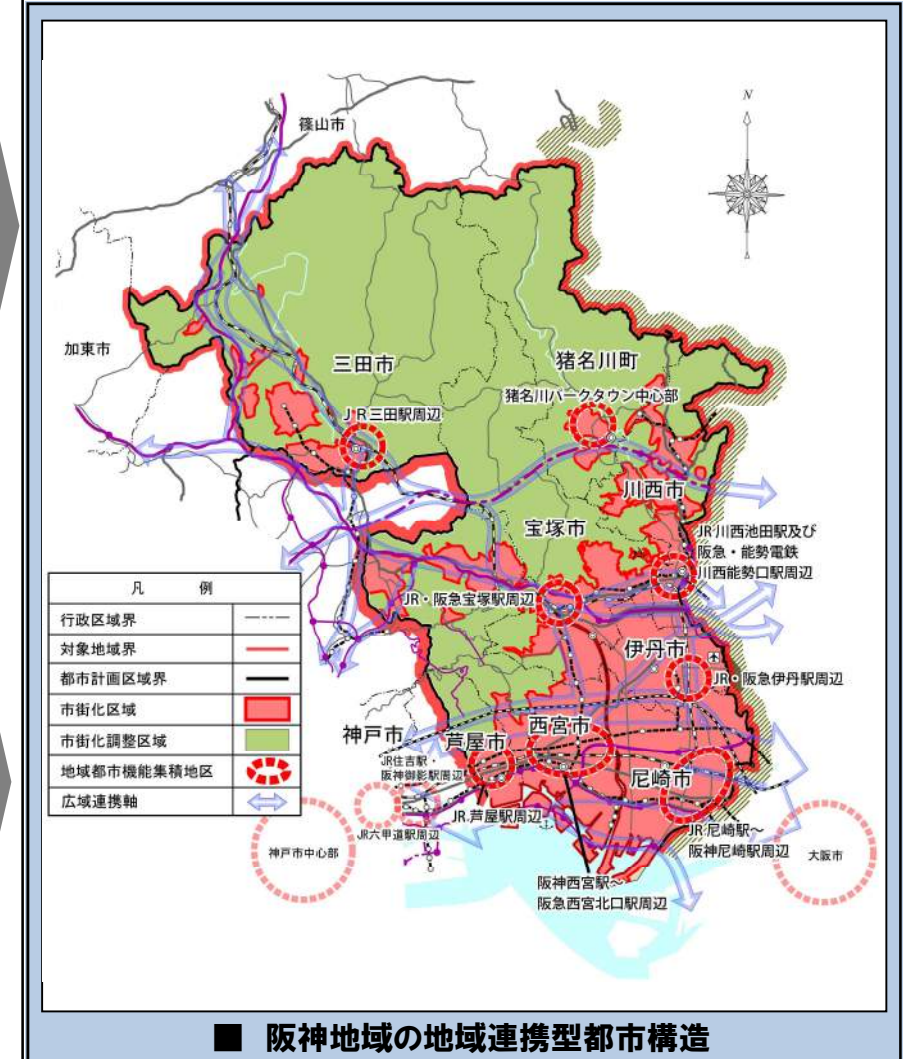 N
篠山市
加東市
三田市
猪名川町
猪名川パークタウン中心部
JR三田駅周辺
川西市
宝塚市
JR川西池田駅及び
阪急・能勢電鉄
川西能勢口駅周辺
JR・阪急宝塚駅周辺
伊丹市
JR・阪急伊丹駅周辺
凡 例
行政区域界
対象地域界
都市計画区域界
市街化区域
市街化調整区域
地域都市機能集積地区
広域連携軸
神戸市
芦屋市
西宮市
尼崎市
JR住吉駅・
阪神御影駅周辺
JR六甲道駅周辺
JR芦屋駅周辺
神戸市中心部
JR尼崎駅~
阪神尼崎駅周辺
大阪市
阪神西宮駅~
阪急西宮北口駅周辺
■ 阪神地域の地域連携型都市構造